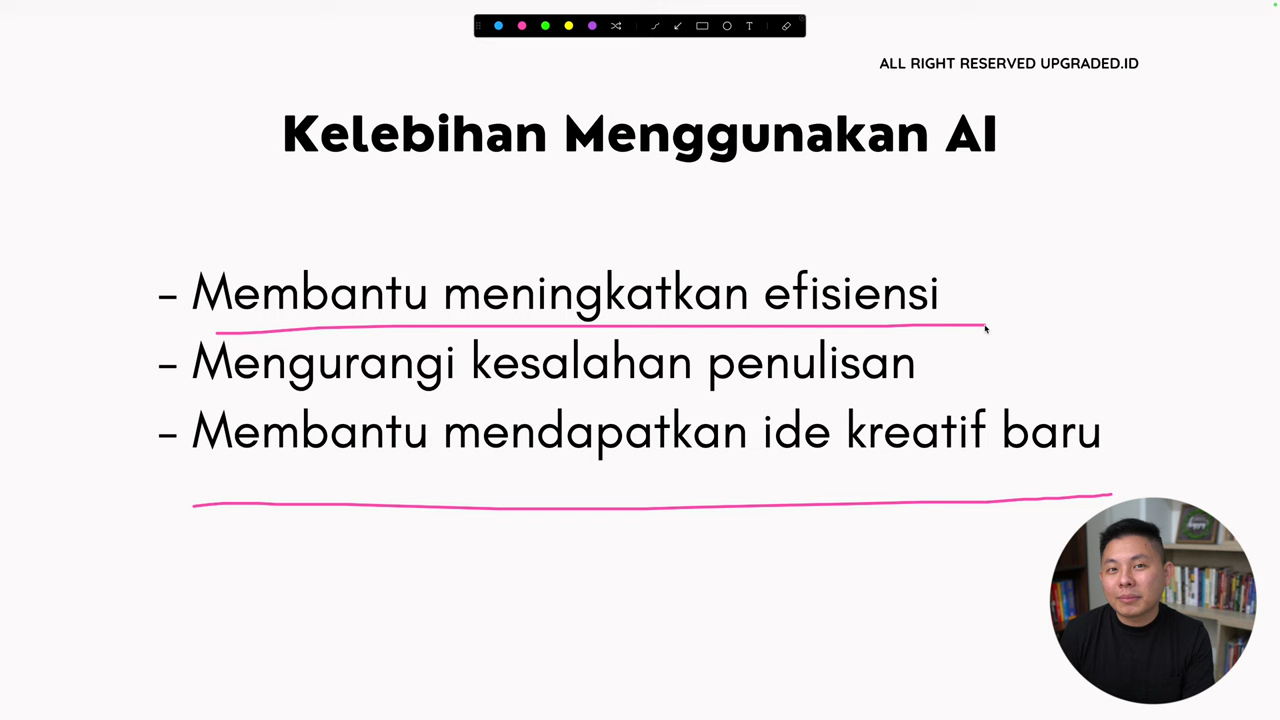 ALL RIGHT RESERVED UPGRADED.ID
Kelebihan Menggunakan AI
- Membantu meningkatkan efisiensi
- Mengurangi kesalahan penulisan
- Membantu mendapatkan ide kreatif baru